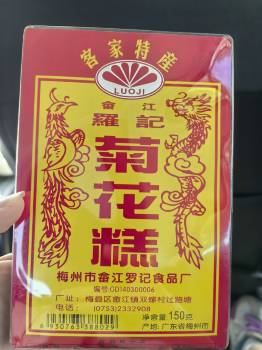 客家特產
LUOJI
畲江
羅記
菊花糕
梅州市畲江罗记食品厂
编号:GD140300006
厂址：梅县区畲江镇双螺村过路塘
电话：(0753)2332908
6930763388029
净含量 150克
产地:广东省梅州市